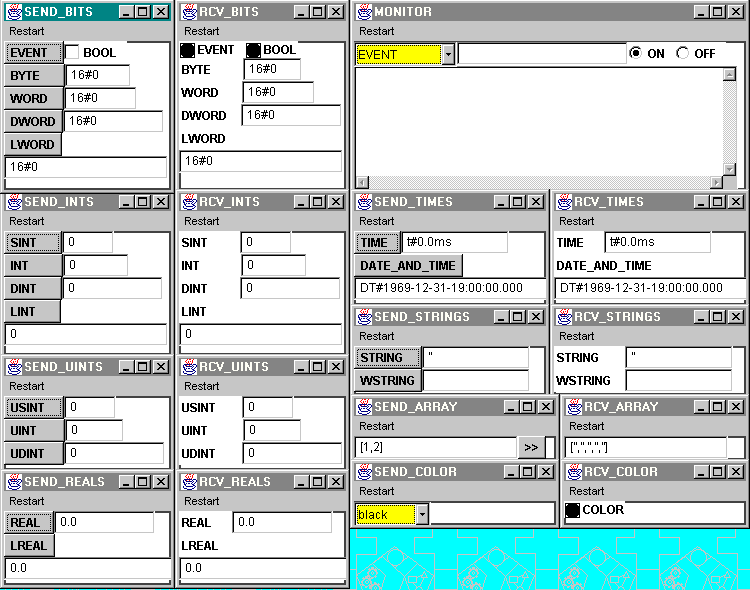 SEND_BITS
Restart
EVENT BOOL
BYTE 16#0
WORD 16#0
DWORD 16#0
LWORD
16#0
RCV_BITS
Restart
EVENT BOOL
BYTE 16#0
WORD 16#0
DWORD 16#0
LWORD
16#0
MONITOR
Restart
EVENT ON OFF
SEND_INTS
Restart
SINT 0
INT 0
DINT 0
LINT
0
RCV_INTS
Restart
SINT 0
INT 0
DINT 0
LINT
0
SEND_TIMES
Restart
TIME t#0.0ms
DATE_AND_TIME
DT#1969-12-31-19:00:00.000
RCV_TIMES
Restart
TIME t#0.0ms
DATE_AND_TIME
DT#1969-12-31-19:00:00.000
SEND_STRINGS
Restart
STRING ''
WSTRING
RCV_STRINGS
Restart
STRING ''
WSTRING
SEND_UINTS
Restart
USINT 0
UINT 0
UDINT 0
RCV_UINTS
Restart
USINT 0
UINT 0
UDINT 0
SEND_ARRAY
Restart
[1,2] >>
RCV_ARRAY
Restart
['','','','','']
SEND_REALS
Restart
REAL 0.0
LREAL
0.0
RCV_REALS
Restart
REAL 0.0
LREAL
0.0
SEND_COLOR
Restart
black
RCV_COLOR
Restart
COLOR